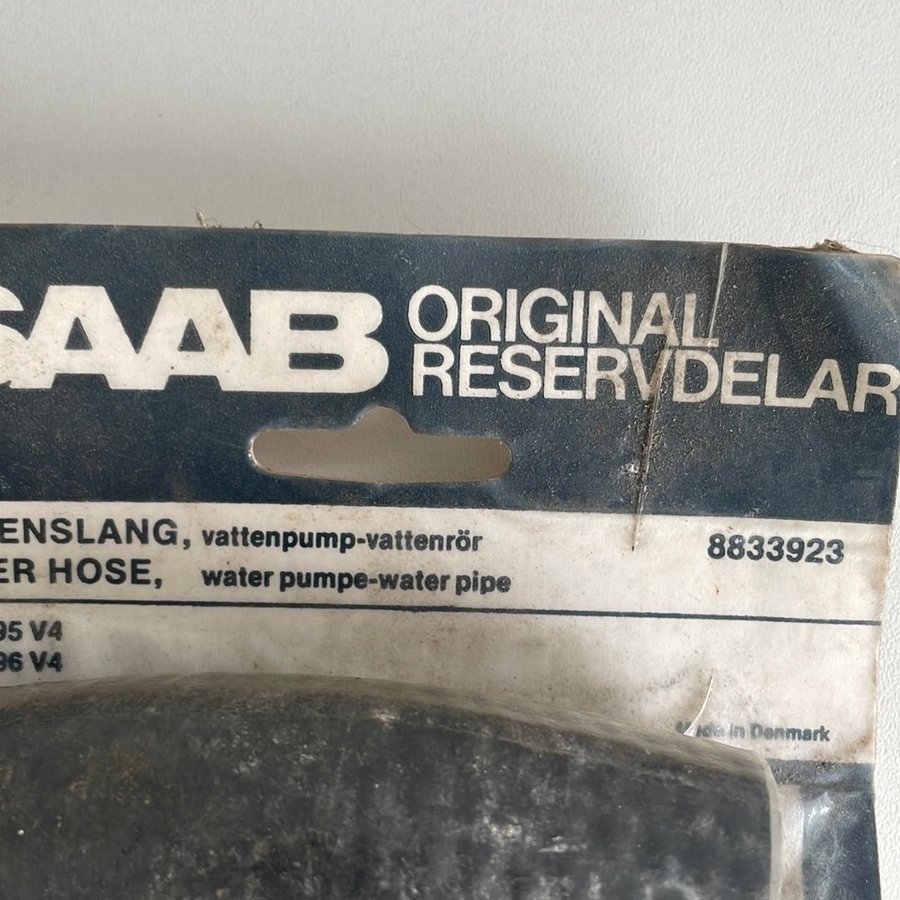 SAAB ORIGINAL
RESERVDELAR
ENSLANG, vattenpump-vattenrör
ER HOSE, water pumpe-water pipe
8833923
95 V4
96 V4
Made in Denmark